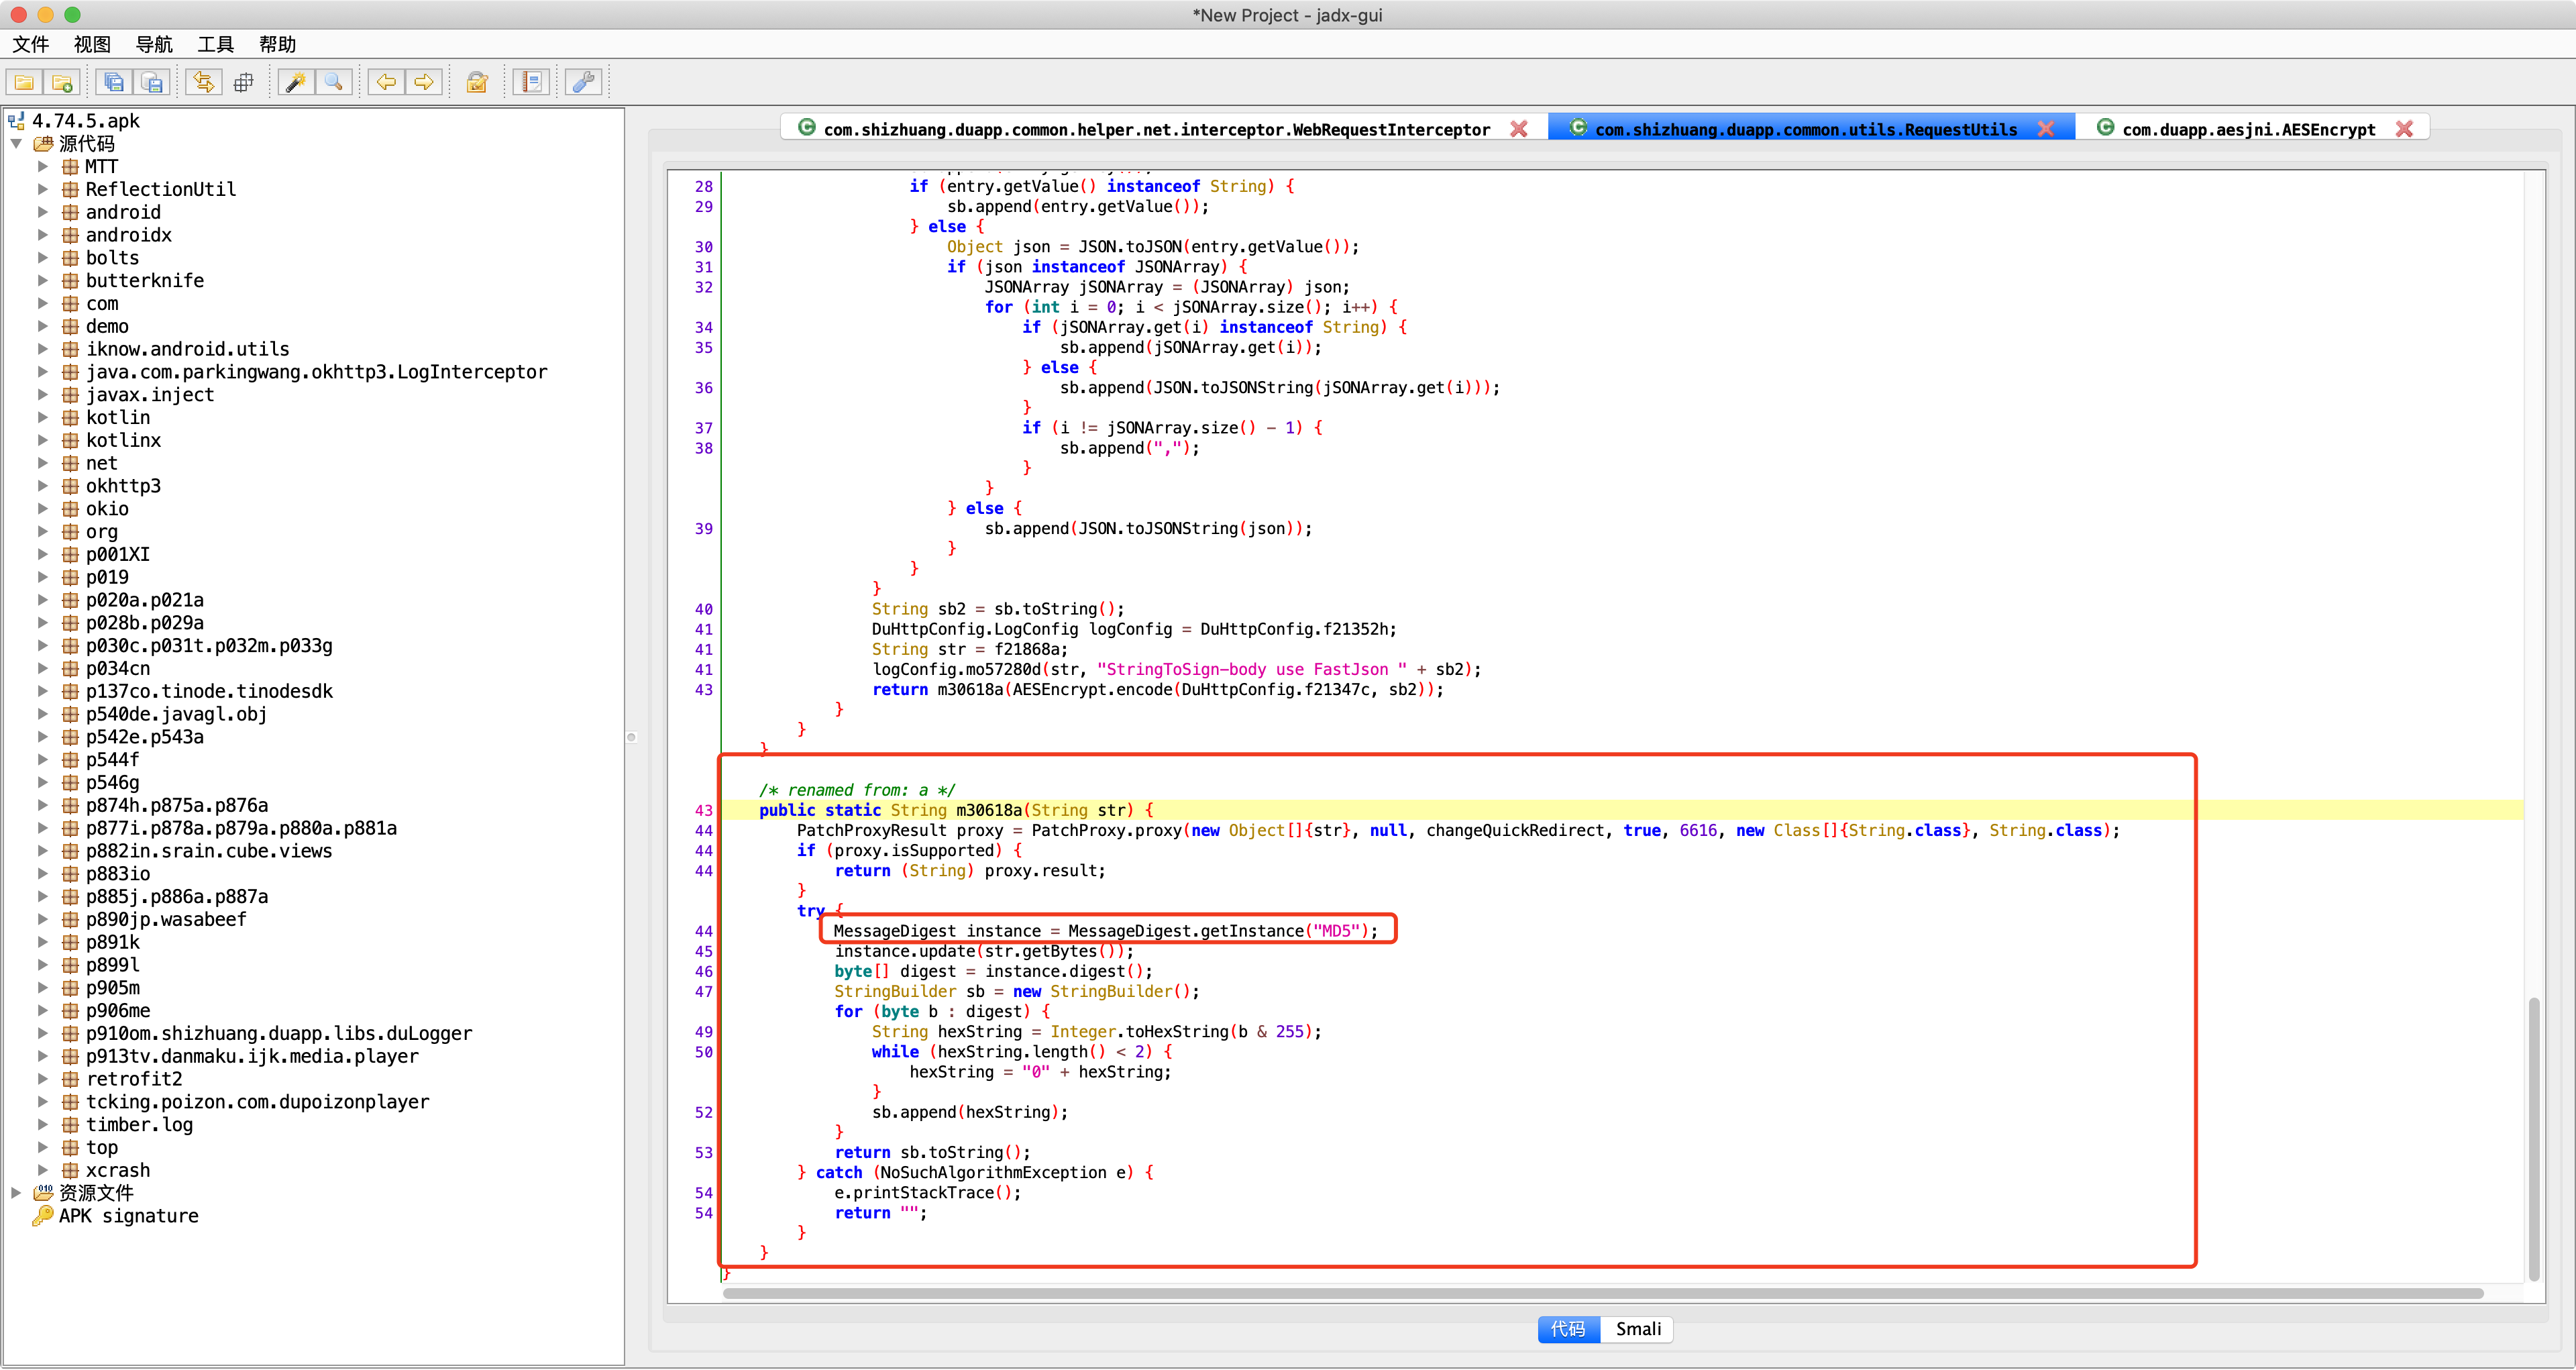 *New Project - jadx-gui
文件 视图 导航 工具 帮助
4.74.5.apk
源代码
MTT
ReflectionUtil
android
androidx
bolts
butterknife
com
demo
iknow.android.utils
java.com.parkingwang.okhttp3.LogInterceptor
javax.inject
kotlin
kotlinx
net
okhttp3
okio
org
p001XI
p019
p020a.p021a
p028b.p029a
p030c.p031t.p032m.p033g
p034cn
p137co.tinode.tinodesdk
p540de.javagl.obj
p542e.p543a
p544f
p546g
p874h.p875a.p876a
p877i.p878a.p879a.p880a.p881a
p882in.srain.cube.views
p883io
p885j.p886a.p887a
p890jp.wasabeef
p891k
p899l
p905m
p906me
p910om.shizhuang.duapp.libs.duLogger
p913tv.danmaku.ijk.media.player
retrofit2
tcking.poizon.com.dupoizonplayer
timber.log
top
xcrash
资源文件
APK signature
com.shizhuang.duapp.common.helper.net.interceptor.WebRequestInterceptor
com.shizhuang.duapp.common.utils.RequestUtils
com.duapp.aesjni.AESEncrypt
28 if (entry.getValue() instanceof String) {
29 sb.append(entry.getValue());
} else {
30 Object json = JSON.toJSON(entry.getValue());
31 if (json instanceof JSONArray) {
32 JSONArray jSONArray = (JSONArray) json;
for (int i = 0; i < jSONArray.size(); i++) {
34 if (jSONArray.get(i) instanceof String) {
35 sb.append(jSONArray.get(i));
} else {
36 sb.append(JSON.toJSONString(jSONArray.get(i)));
}
37 if (i != jSONArray.size() - 1) {
38 sb.append(",");
}
}
} else {
39 sb.append(JSON.toJSONString(json));
}
}
}
40 String sb2 = sb.toString();
41 DuHttpConfig.LogConfig logConfig = DuHttpConfig.f21352h;
41 String str = f21868a;
41 logConfig.mo57280d(str, "StringToSign-body use FastJson " + sb2);
43 return m30618a(AESEncrypt.encode(DuHttpConfig.f21347c, sb2));
}
}
}
/* renamed from: a */
43 public static String m30618a(String str) {
44 PatchProxyResult proxy = PatchProxy.proxy(new Object[]{str}, null, changeQuickRedirect, true, 6616, new Class[]{String.class}, String.class);
44 if (proxy.isSupported) {
44 return (String) proxy.result;
}
try {
44 MessageDigest instance = MessageDigest.getInstance("MD5");
45 instance.update(str.getBytes());
46 byte[] digest = instance.digest();
47 StringBuilder sb = new StringBuilder();
for (byte b : digest) {
49 String hexString = Integer.toHexString(b & 255);
50 while (hexString.length() < 2) {
hexString = "0" + hexString;
}
52 sb.append(hexString);
}
53 return sb.toString();
} catch (NoSuchAlgorithmException e) {
54 e.printStackTrace();
54 return "";
}
}
}
代码 Smali